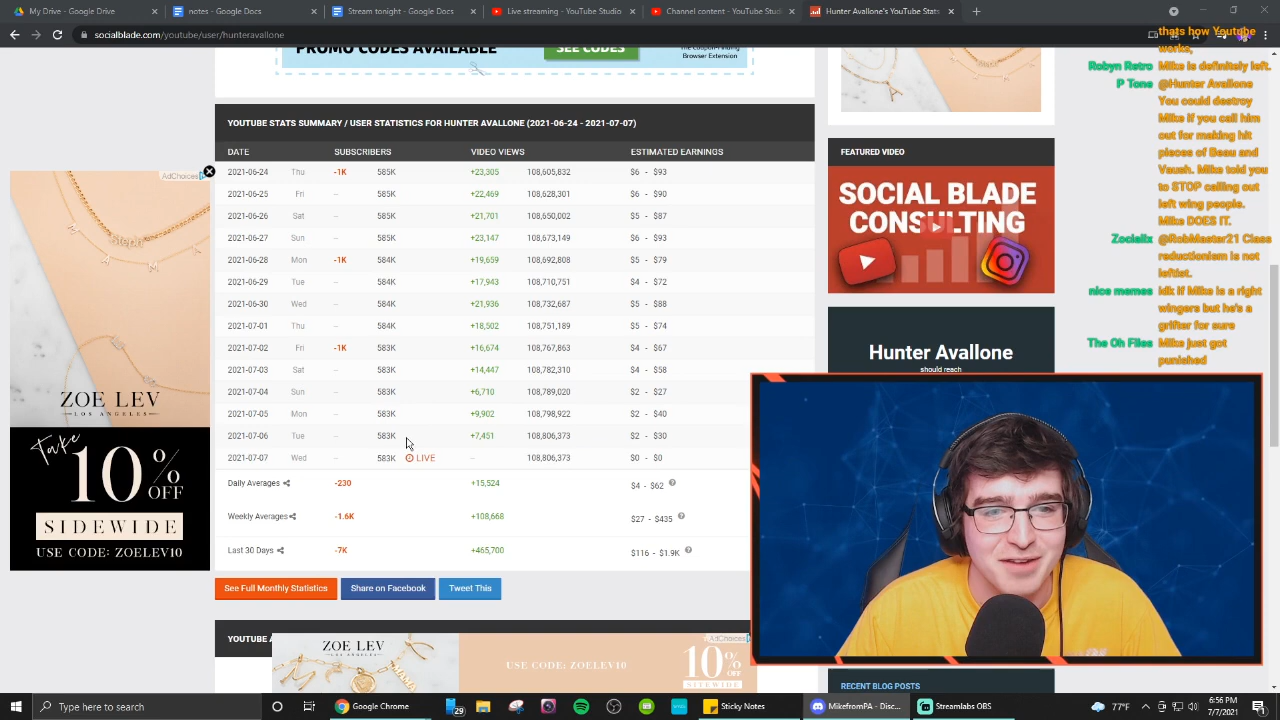 My Drive - Google Drive
Stream tonight - Google Docs
Live Streaming - YouTube Studio
Channel content - YouTube Studio
socialblade.com/youtube/user/hunteravallone
PROMO CODES AVAILABLE
SEE CODES
The Coupon-Finding
Browser Extension
AdChoices
ZOE LEV
LOS ANGELES
Take
10%
OFF
SITEWIDE
USE CODE: ZOELEV10
YOUTUBE STATS SUMMARY / USER STATISTICS FOR HUNTER AVALLONE (2021-06-24 - 2021-07-07)
DATE SUBSCRIBERS VIDEO VIEWS ESTIMATED EARNINGS
2021-06-24 Thu -1K 585K +23,305 108,605,832 $6 - $93
2021-06-25 Fri -- 585K +22,469 108,628,301 $6 - $90
2021-06-26 Sat -- 585K +21,701 108,650,002 $5 - $87
2021-06-27 Sun -- 585K +23,147 108,673,149 $6 - $93
2021-06-28 Mon -1K 584K +19,659 108,692,808 $5 - $79
2021-06-29 Tue -- 584K +17,943 108,710,751 $4 - $72
2021-06-30 Wed -- 584K +21,936 108,732,687 $5 - $88
2021-07-01 Thu -- 584K +18,502 108,751,189 $5 - $74
2021-07-02 Fri -1K 583K +16,674 108,767,863 $4 - $67
2021-07-03 Sat -- 583K +14,447 108,782,310 $4 - $58
2021-07-04 Sun -- 583K +6,710 108,789,020 $2 - $27
2021-07-05 Mon -- 583K +9,902 108,798,922 $2 - $40
2021-07-06 Tue -- 583K +7,451 108,806,373 $2 - $30
2021-07-07 Wed -- 583K LIVE -- 108,806,373 $0 - $0
Daily Averages -230 +15,524 $4 - $62
Weekly Averages -1.6K +108,668 $27 - $435
Last 30 Days -7K +465,700 $116 - $1.9K
See Full Monthly Statistics
Share on Facebook
Tweet This
YOUTUBE A
ZOE LEV
USE CODE: ZOELEV10
10%
OFF
SITEWIDE
AdChoices
FEATURED VIDEO
SOCIAL BLADE
CONSULTING
Hunter Avallone
should reach
RECENT BLOG POSTS
thats how Youtube
works,
Robyn Retro Mike is definitely left.
P Tone @Hunter Avallone
You could destroy
Mike if you call him
out for making hit
pieces of Beau and
Vaush. Mike told you
to STOP calling out
left wing people.
Mike DOES IT.
Zocialix @RobMaster21 Class
reductionism is not
leftist.
nice memes idk if Mike is a right
wingers but he's a
grifter for sure
The Oh Files Mike just got
punished
Type here to search
Google Chrome
29
Sticky Notes
MikefromPA - Disc...
Streamlabs OBS
77°F
6:56 PM
7/7/2021